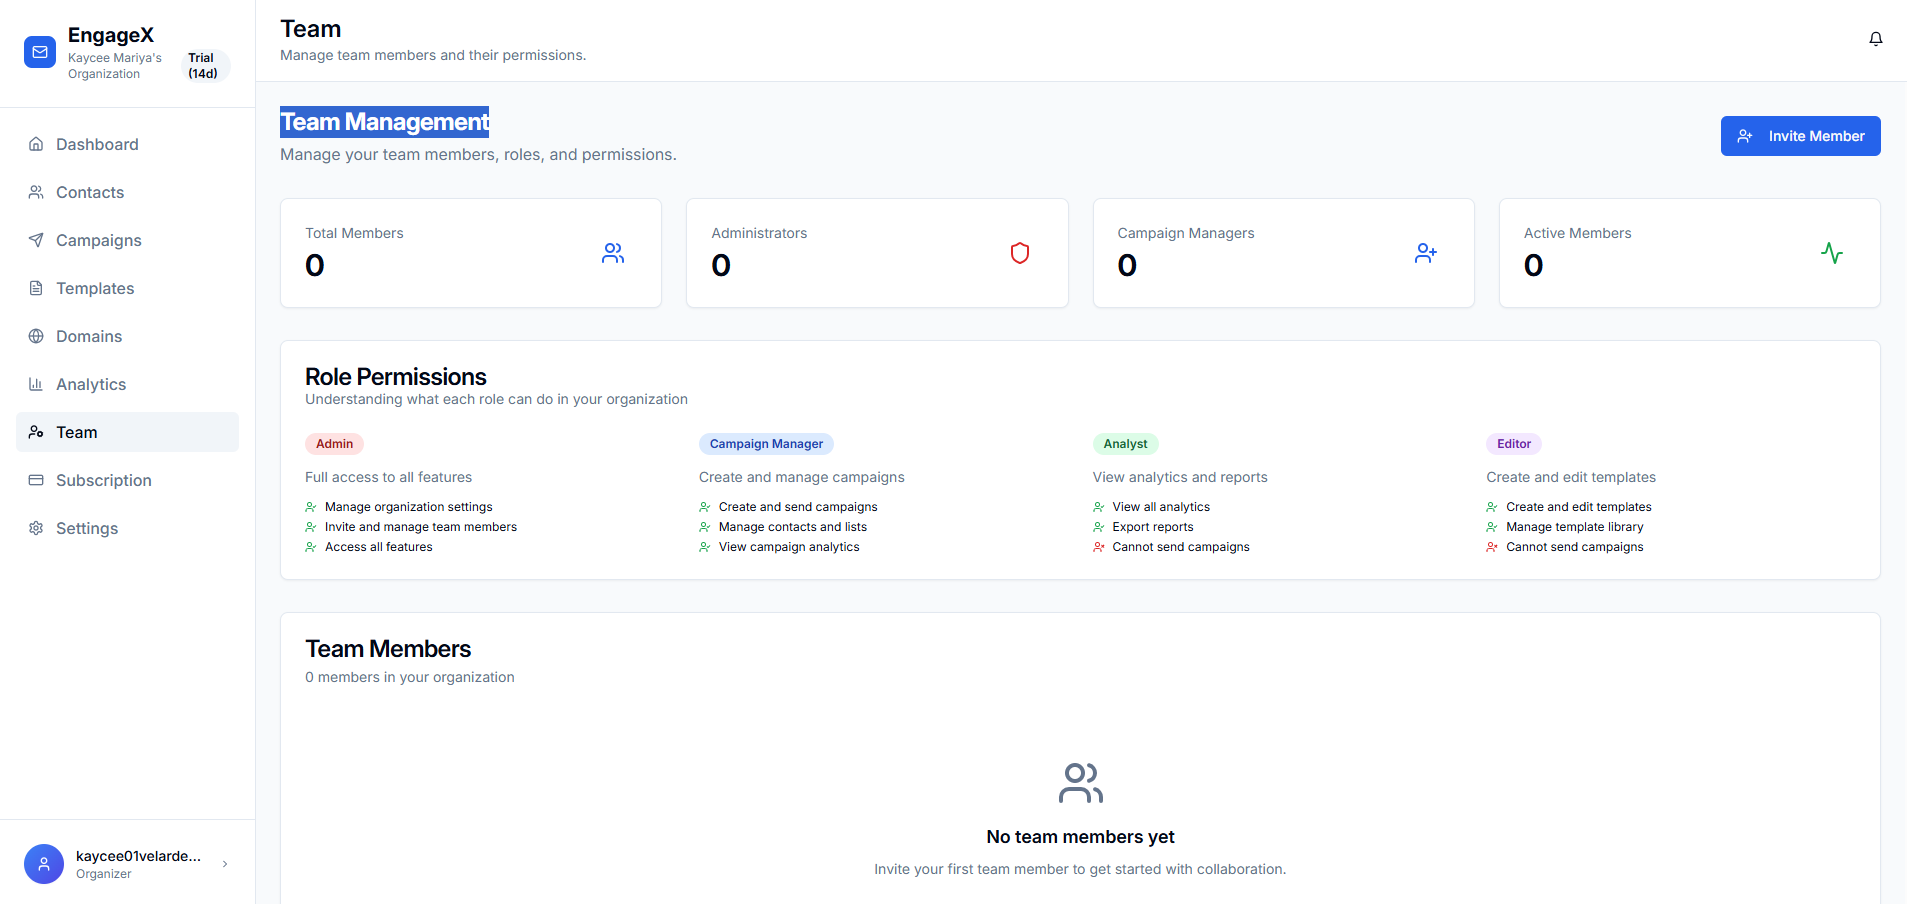 EngageX
Kaycee Mariya's
Organization
Trial
(14d)
Dashboard
Contacts
Campaigns
Templates
Domains
Analytics
Team
Subscription
Settings
kaycee01velarde...
Organizer
Team
Manage team members and their permissions.
Team Management
Manage your team members, roles, and permissions.
Invite Member
Total Members
0
Administrators
0
Campaign Managers
0
Active Members
0
Role Permissions
Understanding what each role can do in your organization
Admin
Full access to all features
Manage organization settings
Invite and manage team members
Access all features
Campaign Manager
Create and manage campaigns
Create and send campaigns
Manage contacts and lists
View campaign analytics
Analyst
View analytics and reports
View all analytics
Export reports
Cannot send campaigns
Editor
Create and edit templates
Create and edit templates
Manage template library
Cannot send campaigns
Team Members
0 members in your organization
No team members yet
Invite your first team member to get started with collaboration.